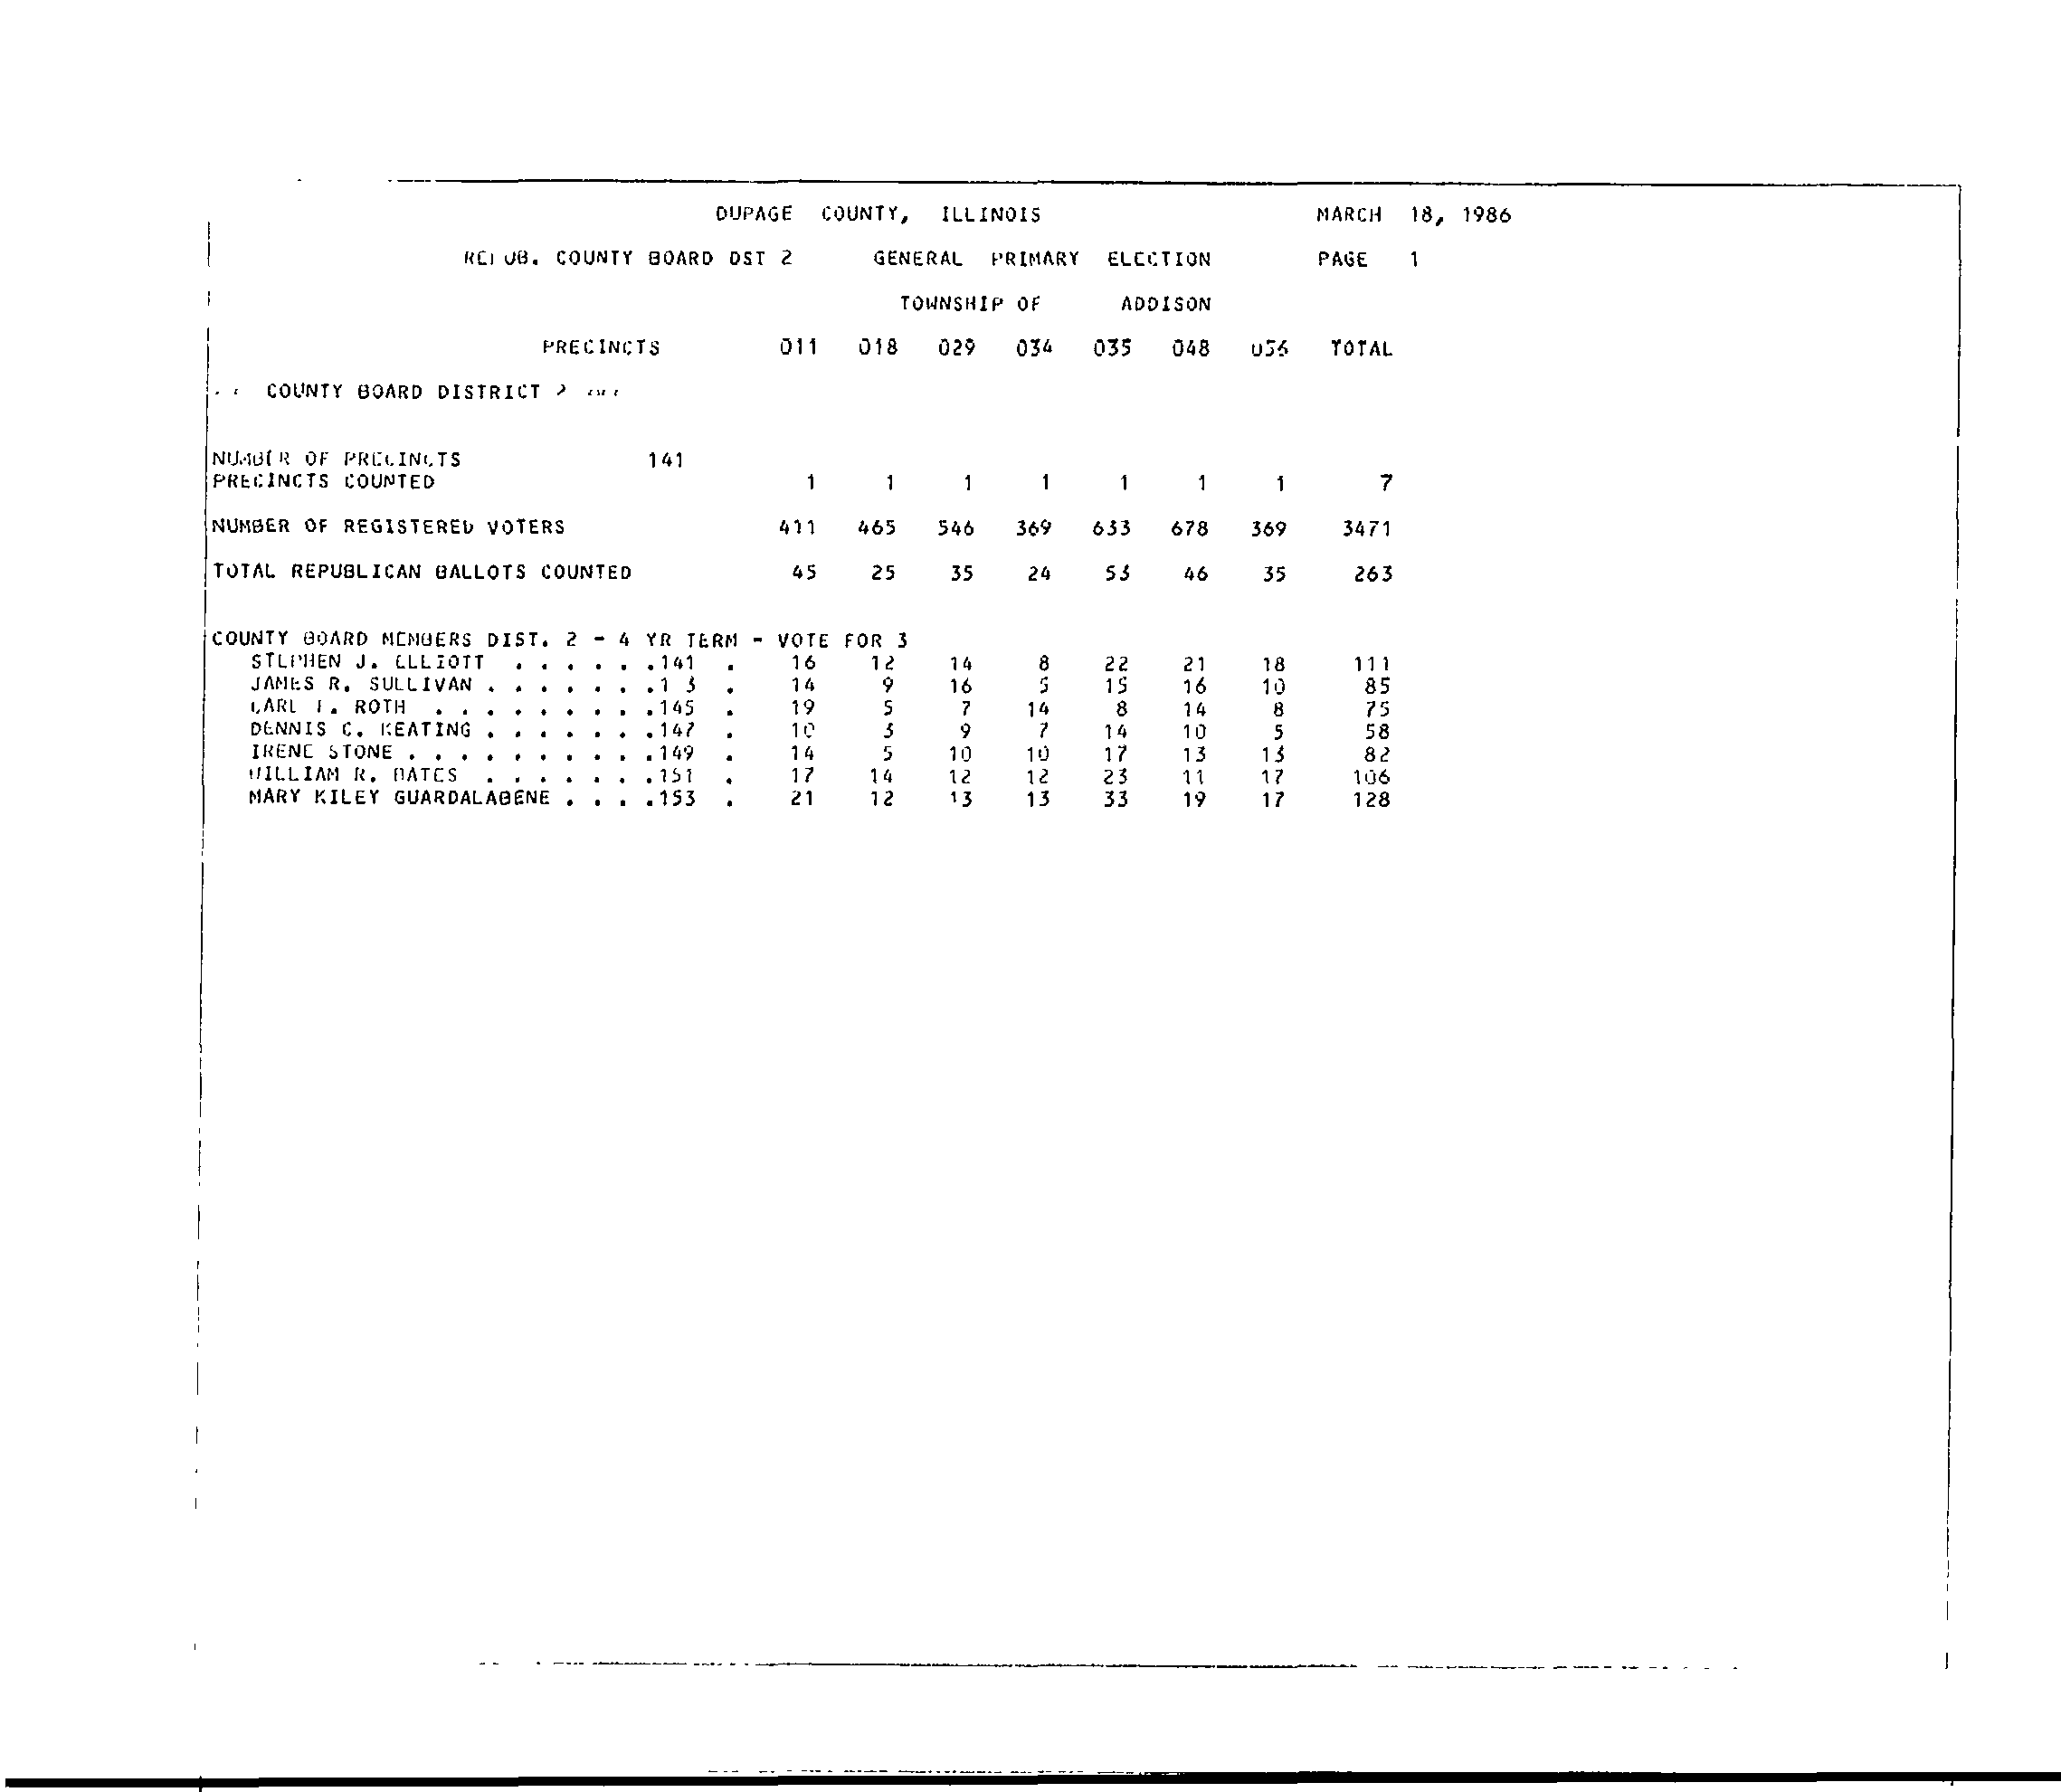 DUPAGE COUNTY, ILLINOIS MARCH 18, 1986
REPUB. COUNTY BOARD DST 2 GENERAL PRIMARY ELECTION PAGE 1
TOWNSHIP OF ADDISON
PRECINCTS 011 018 029 034 035 048 056 TOTAL
COUNTY BOARD DISTRICT 2
NUMBER OF PRECINCTS 141
PRECINCTS COUNTED 1 1 1 1 1 1 1 7
NUMBER OF REGISTERED VOTERS 411 465 546 369 633 678 369 3471
TOTAL REPUBLICAN BALLOTS COUNTED 45 25 35 24 53 46 35 263
COUNTY BOARD MEMBERS DIST. 2 - 4 YR TERM - VOTE FOR 3
STEPHEN J. ELLIOTT . . . . . .141 . 16 12 14 8 22 21 18 111
JAMES R. SULLIVAN . . . . . . .1 3 . 14 9 16 5 15 16 10 85
ROTH . . . . . . . . .145 . 19 5 7 14 8 14 8 75
DENNIS C. KEATING . . . . . . .147 . 10 3 9 7 14 10 5 58
IRENE STONE . . . . . . . . . .149 . 14 5 10 10 17 13 13 82
WILLIAM R. BATES . . . . . . .151 . 17 14 12 12 23 11 17 106
MARY KILEY GUARDALABENE . . . .153 . 21 12 13 13 33 19 17 128